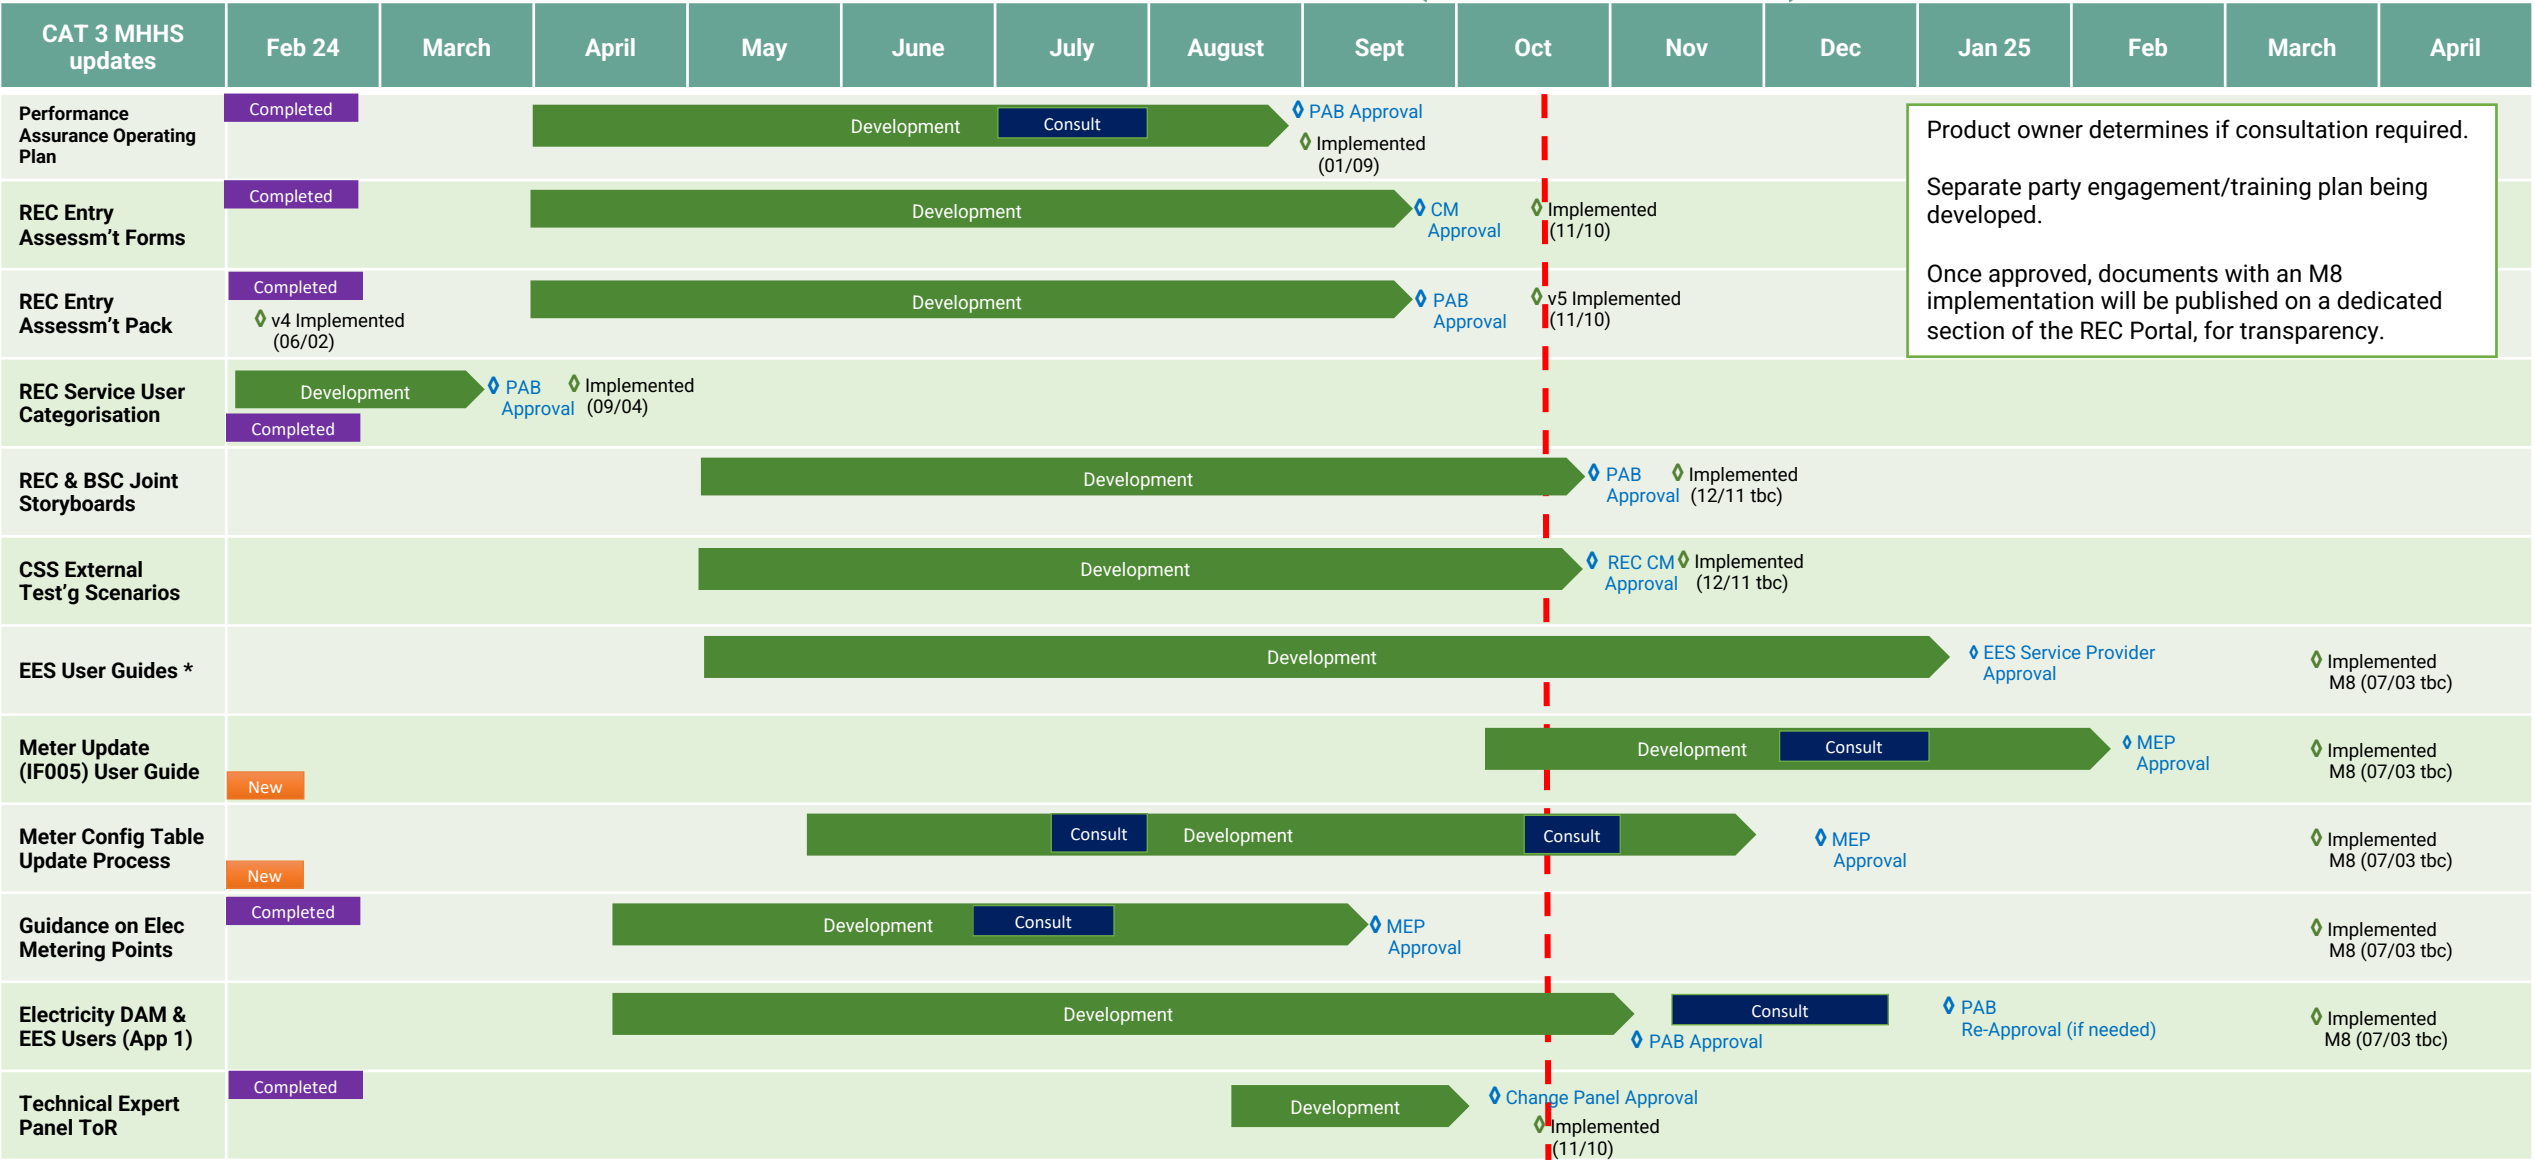 CAT 3 MHHS
updates
Feb 24
March
April
May
June
July
August
Sept
Oct
Nov
Dec
Jan 25
Feb
March
April
Performance
Assurance Operating
Plan
Completed
Development
Consult
PAB Approval
Implemented
(01/09)
Product owner determines if consultation required.
Separate party engagement/training plan being
developed.
Once approved, documents with an M8
implementation will be published on a dedicated
section of the REC Portal, for transparency.
REC Entry
Assessm't Forms
Completed
Development
CM
Approval
Implemented
(11/10)
REC Entry
Assessm't Pack
Completed
v4 Implemented
(06/02)
Development
PAB
Approval
v5 Implemented
(11/10)
REC Service User
Categorisation
Development
Completed
PAB
Approval
Implemented
(09/04)
REC & BSC Joint
Storyboards
Development
PAB
Approval
Implemented
(12/11 tbc)
CSS External
Test'g Scenarios
Development
REC CM
Approval
Implemented
(12/11 tbc)
EES User Guides *
Development
EES Service Provider
Approval
Implemented
M8 (07/03 tbc)
Meter Update
(IF005) User Guide
New
Development
Consult
MEP
Approval
Implemented
M8 (07/03 tbc)
Meter Config Table
Update Process
New
Consult
Development
Consult
MEP
Approval
Implemented
M8 (07/03 tbc)
Guidance on Elec
Metering Points
Completed
Development
Consult
MEP
Approval
Implemented
M8 (07/03 tbc)
Electricity DAM &
EES Users (App 1)
Development
PAB Approval
Consult
PAB
Re-Approval (if needed)
Implemented
M8 (07/03 tbc)
Technical Expert
Panel ToR
Completed
Development
Change Panel Approval
Implemented
(11/10)